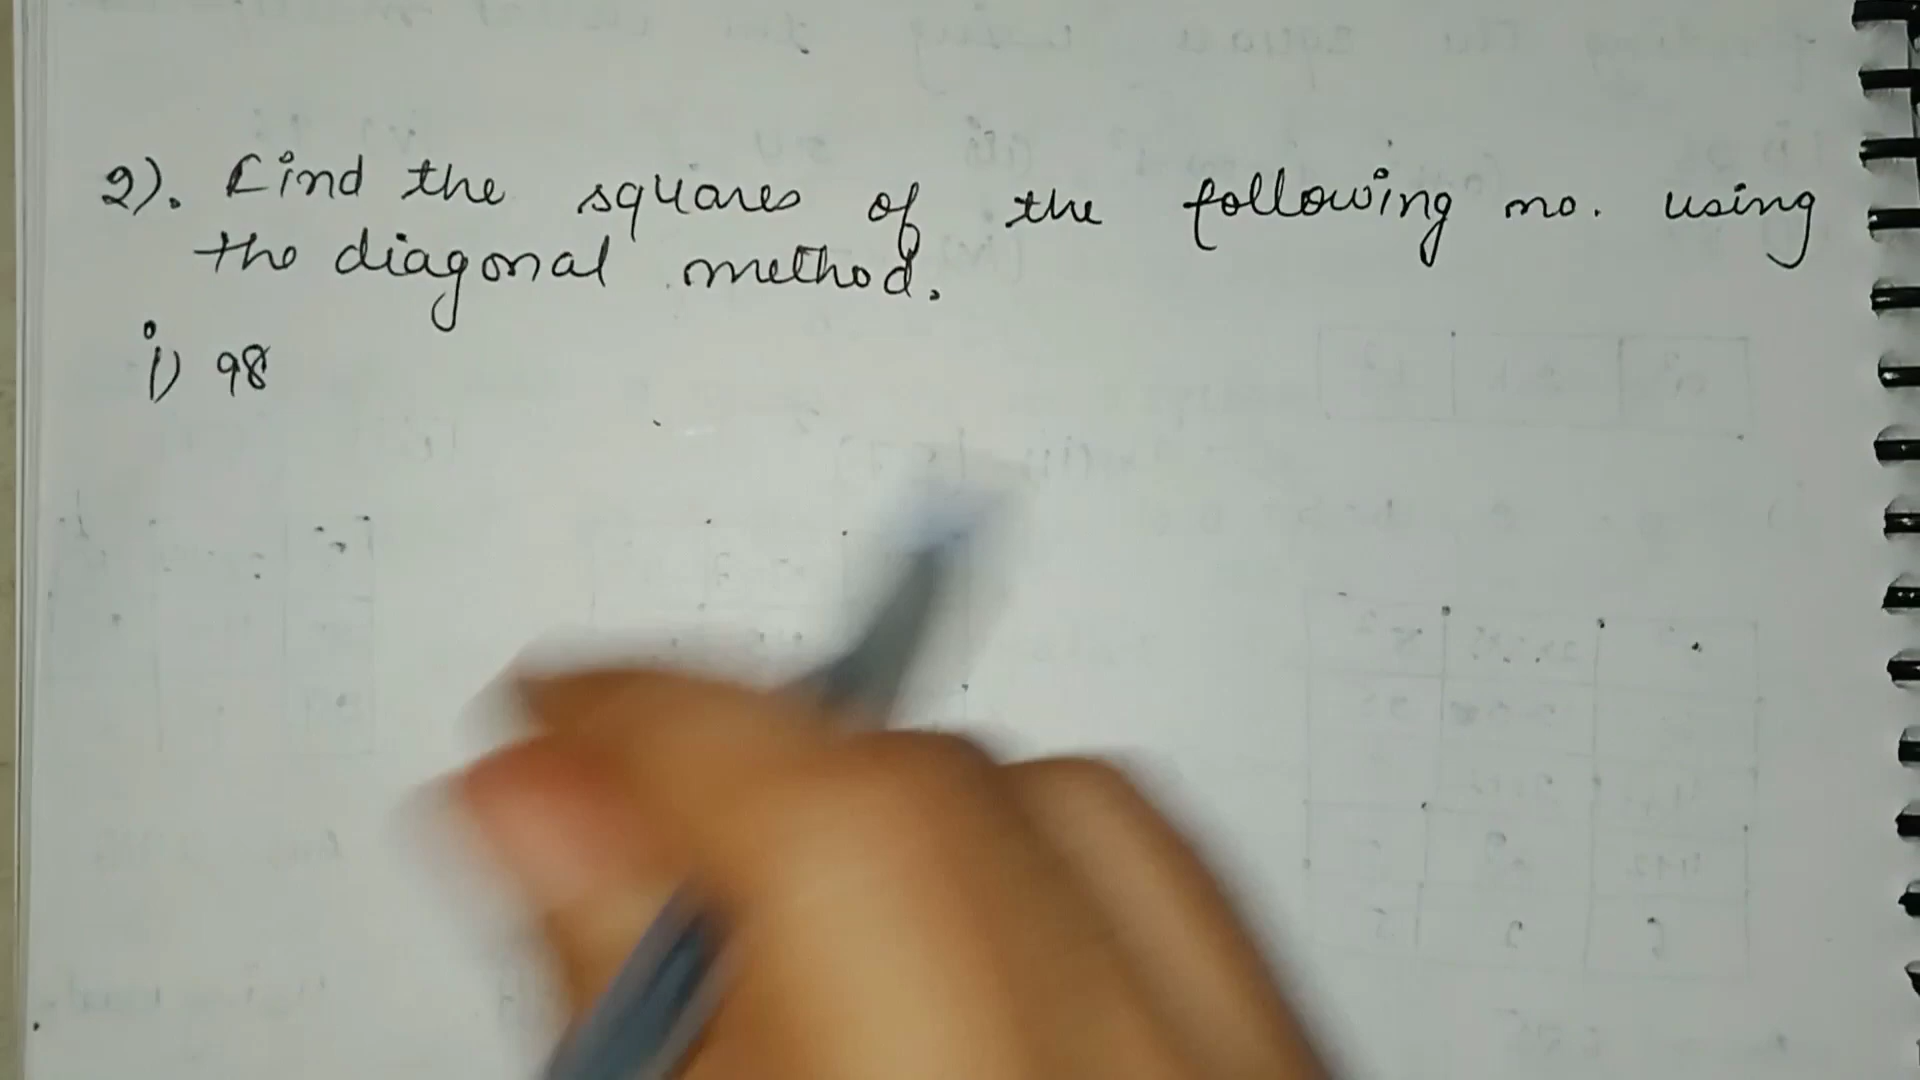 2). Find the squares of the following no. using
the diagonal method.
i) 98